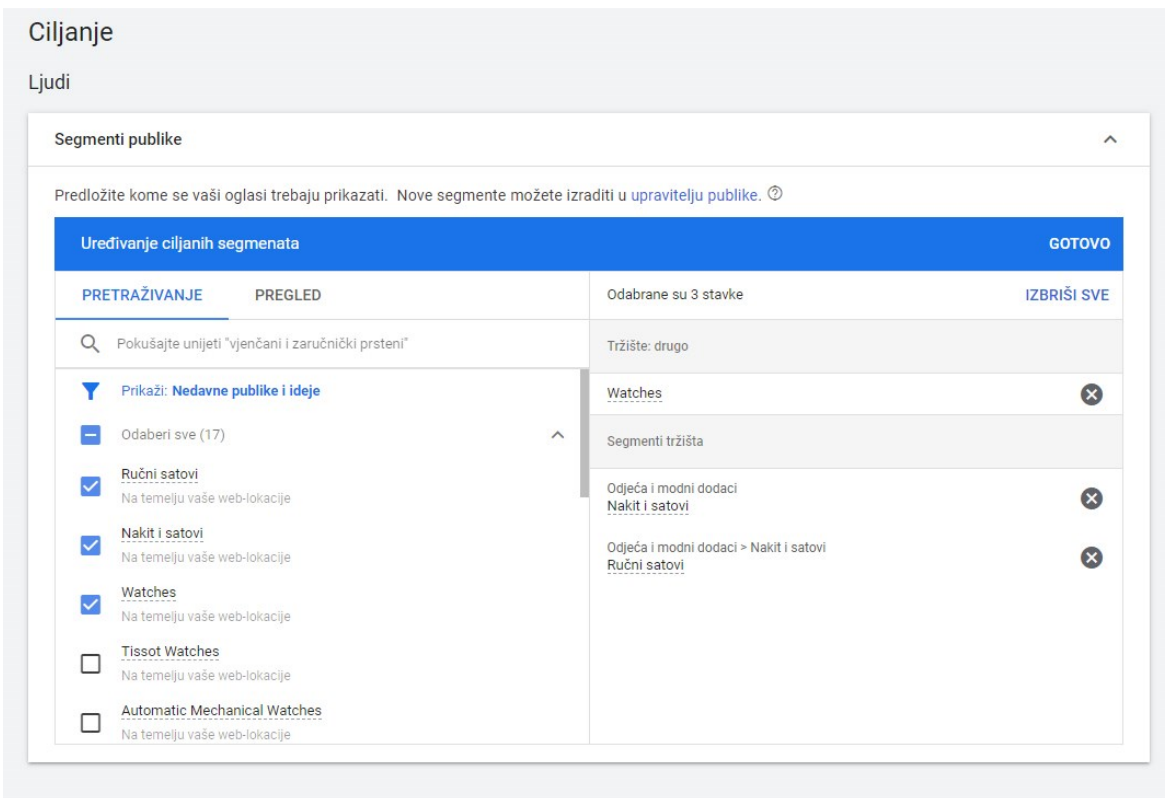 Ciljanje
Ljudi
Segmenti publike
Predložite kome se vaši oglasi trebaju prikazati. Nove segmente možete izraditi u upravitelju publike.
Uređivanje ciljanih segmenata
GOTOVO
PRETRAŽIVANJE
PREGLED
Pokušajte unijeti "vjenčani i zaručnički prsteni"
Prikaži: Nedavne publike i ideje
Odaberi sve (17)
Ručni satovi
Na temelju vaše web-lokacije
Nakit i satovi
Na temelju vaše web-lokacije
Watches
Na temelju vaše web-lokacije
Tissot Watches
Na temelju vaše web-lokacije
Automatic Mechanical Watches
Na temelju vaše web-lokacije
Odabrane su 3 stavke
IZBRIŠI SVE
Tržište: drugo
Watches
Segmenti tržišta
Odjeća i modni dodaci
Nakit i satovi
Odjeća i modni dodaci > Nakit i satovi
Ručni satovi